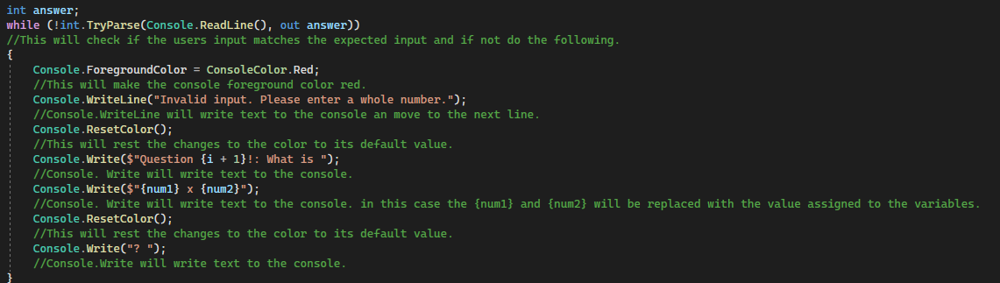 int answer;
while (!int.TryParse(Console.ReadLine(), out answer))
//This will check if the users input matches the expected input and if not do the following.
{
    Console.ForegroundColor = ConsoleColor.Red;
    //This will make the console foreground color red.
    Console.WriteLine("Invalid input. Please enter a whole number.");
    //Console.WriteLine will write text to the console an move to the next line.
    Console.ResetColor();
    //This will rest the changes to the color to its default value.
    Console.Write($"Question {i + 1}!: What is ");
    //Console. Write will write text to the console.
    Console.Write($"{num1} x {num2}");
    //Console. Write will write text to the console. in this case the {num1} and {num2} will be replaced with the value assigned to the variables.
    Console.ResetColor();
    //This will rest the changes to the color to its default value.
    Console.Write("? ");
    //Console.Write will write text to the console.
}